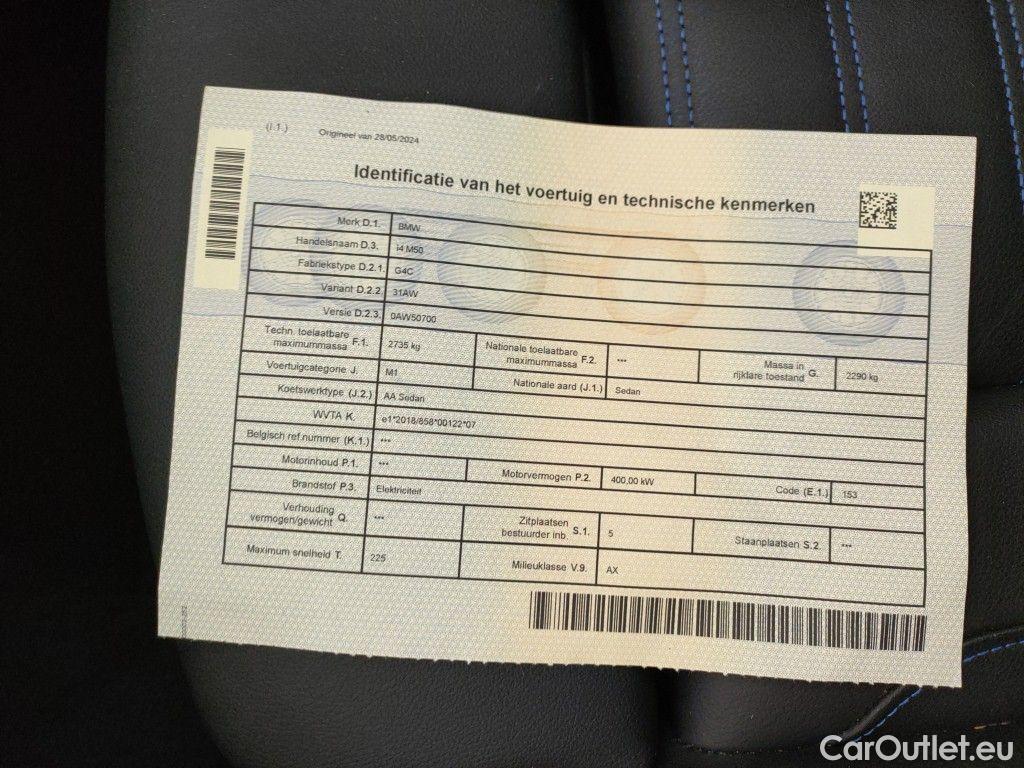 (i.1.) Origineel van 28/05/2024
Identificatie van het voertuig en technische kenmerken
Merk D.1. BMW
Handelsnaam D.3. i4 M50
Fabriekstype D.2.1. G4C
Variant D.2.2. 31AW
Versie D.2.3. 0AW50700
Techn. toelaatbare maximummassa F.1. 2735 kg Nationale toelaatbare maximummassa F.2. *** Massa in rijklare toestand G. 2290 kg
Voertuigcategorie J. M1 Nationale aard (J.1.) Sedan
Koetswerktype (J.2.) AA Sedan
WVTA K. e1*2018/858*00122*07
Belgisch ref.nummer (K.1.) ***
Motorinhoud P.1. *** Motorvermogen P.2. 400,00 kW Code (E.1.) 153
Brandstof P.3. Elektriciteit
Verhouding vermogen/gewicht Q. *** Zitplaatsen bestuurder inb. S.1. 5 Staanplaatsen S.2. ***
Maximum snelheid T. 225 Milieuklasse V.9. AX
CarOutlet.eu